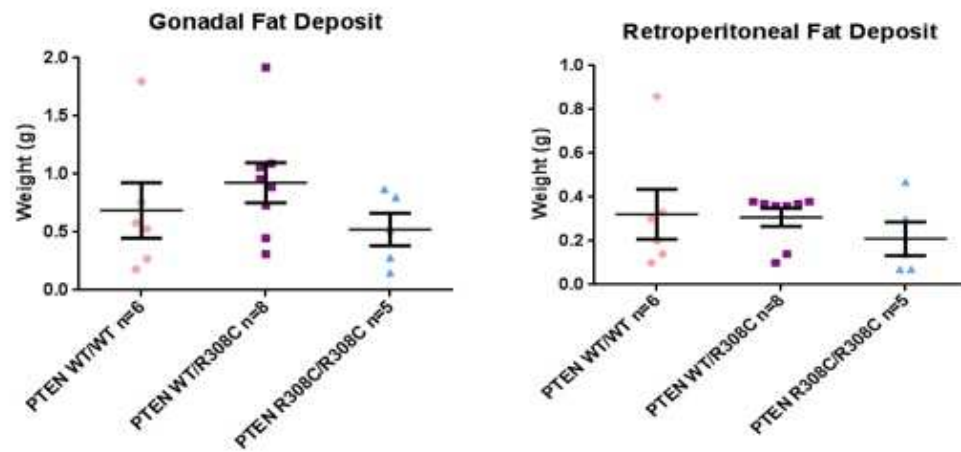 Gonadal Fat Deposit
Weight (g)
2.0
1.5
1.0
0.5
0.0
PTEN WT/WT n=6
PTEN WT/R308C n=8
PTEN R308C/R308C n=5
Retroperitoneal Fat Deposit
Weight (g)
1.0
0.8
0.6
0.4
0.2
0.0
PTEN WT/WT n=6
PTEN WT/R308C n=8
PTEN R308C/R308C n=5